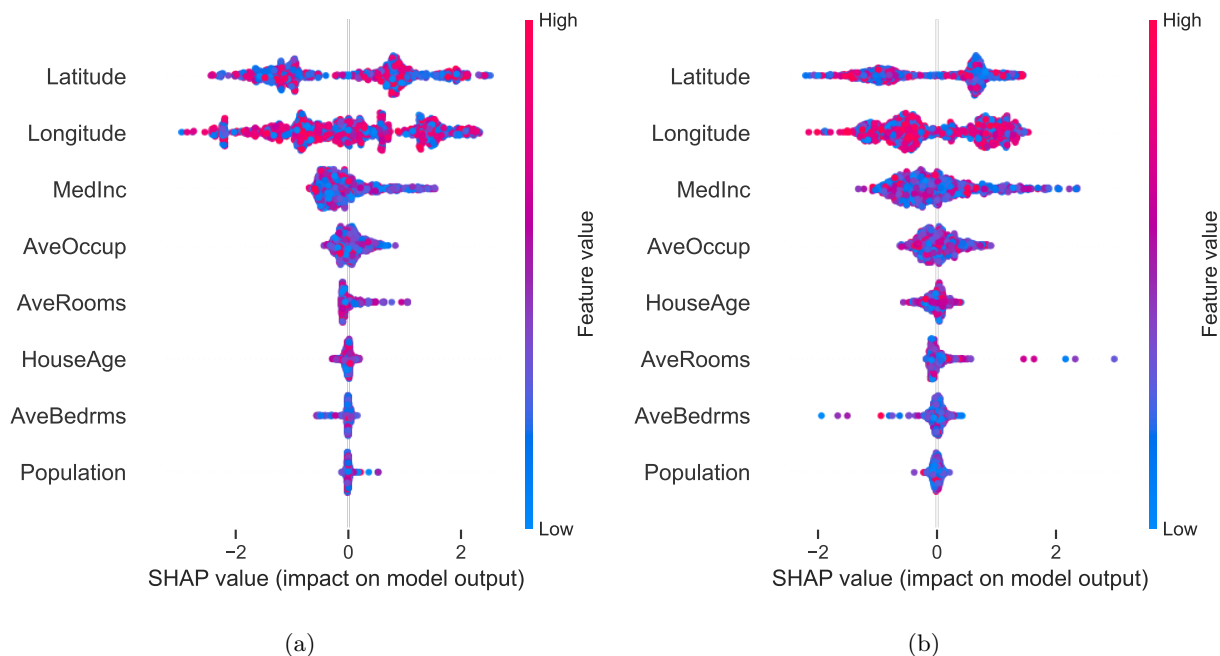 High
Latitude
Longitude
MedInc
AveOccup
AveRooms
HouseAge
AveBedrms
Population
Feature value
Low
−2 0 2
SHAP value (impact on model output)
(a)
High
Latitude
Longitude
MedInc
AveOccup
HouseAge
AveRooms
AveBedrms
Population
Feature value
Low
−2 0 2
SHAP value (impact on model output)
(b)